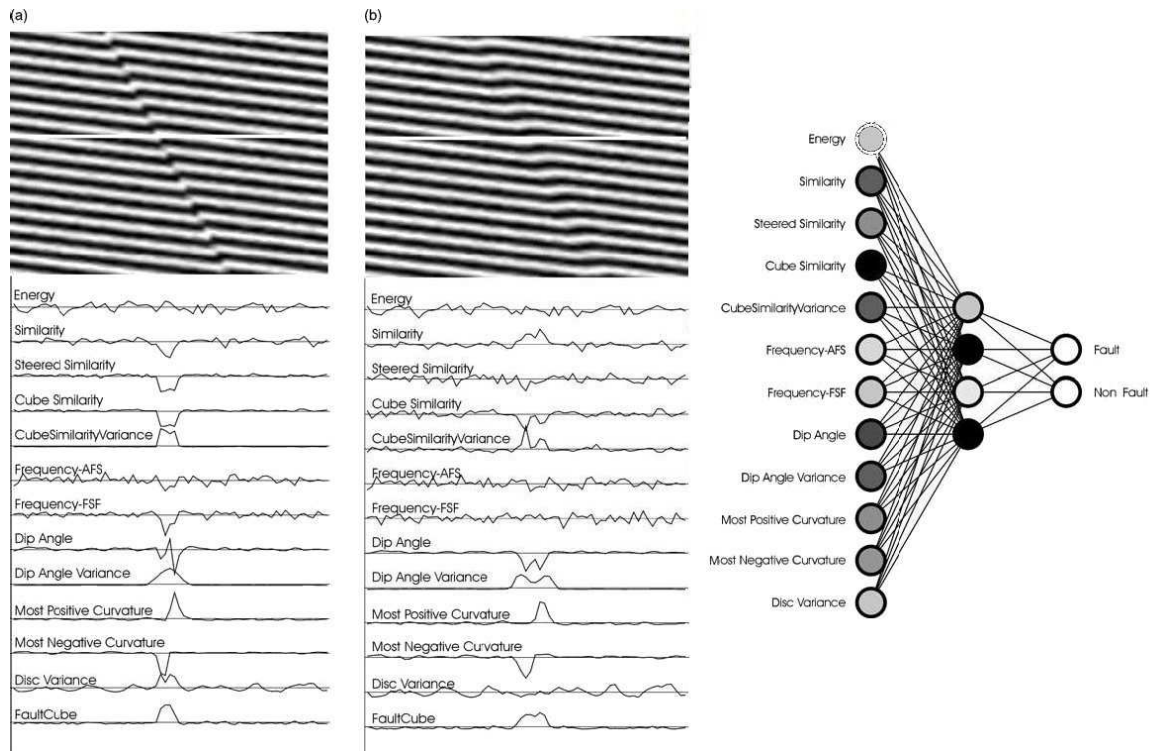 (a)
Energy
Similarity
Steered Similarity
Cube Similarity
CubeSimilarityVariance
Frequency-AFS
Frequency-FSF
Dip Angle
Dip Angle Variance
Most Positive Curvature
Most Negative Curvature
Disc Variance
FaultCube
(b)
Energy
Similarity
Steered Similarity
Cube Similarity
CubeSimilarityVariance
Frequency-AFS
Frequency-FSF
Dip Angle
Dip Angle Variance
Most Positive Curvature
Most Negative Curvature
Disc Variance
FaultCube
Energy
Similarity
Steered Similarity
Cube Similarity
CubeSimilarityVariance
Frequency-AFS
Frequency-FSF
Dip Angle
Dip Angle Variance
Most Positive Curvature
Most Negative Curvature
Disc Variance
Fault
Non Fault